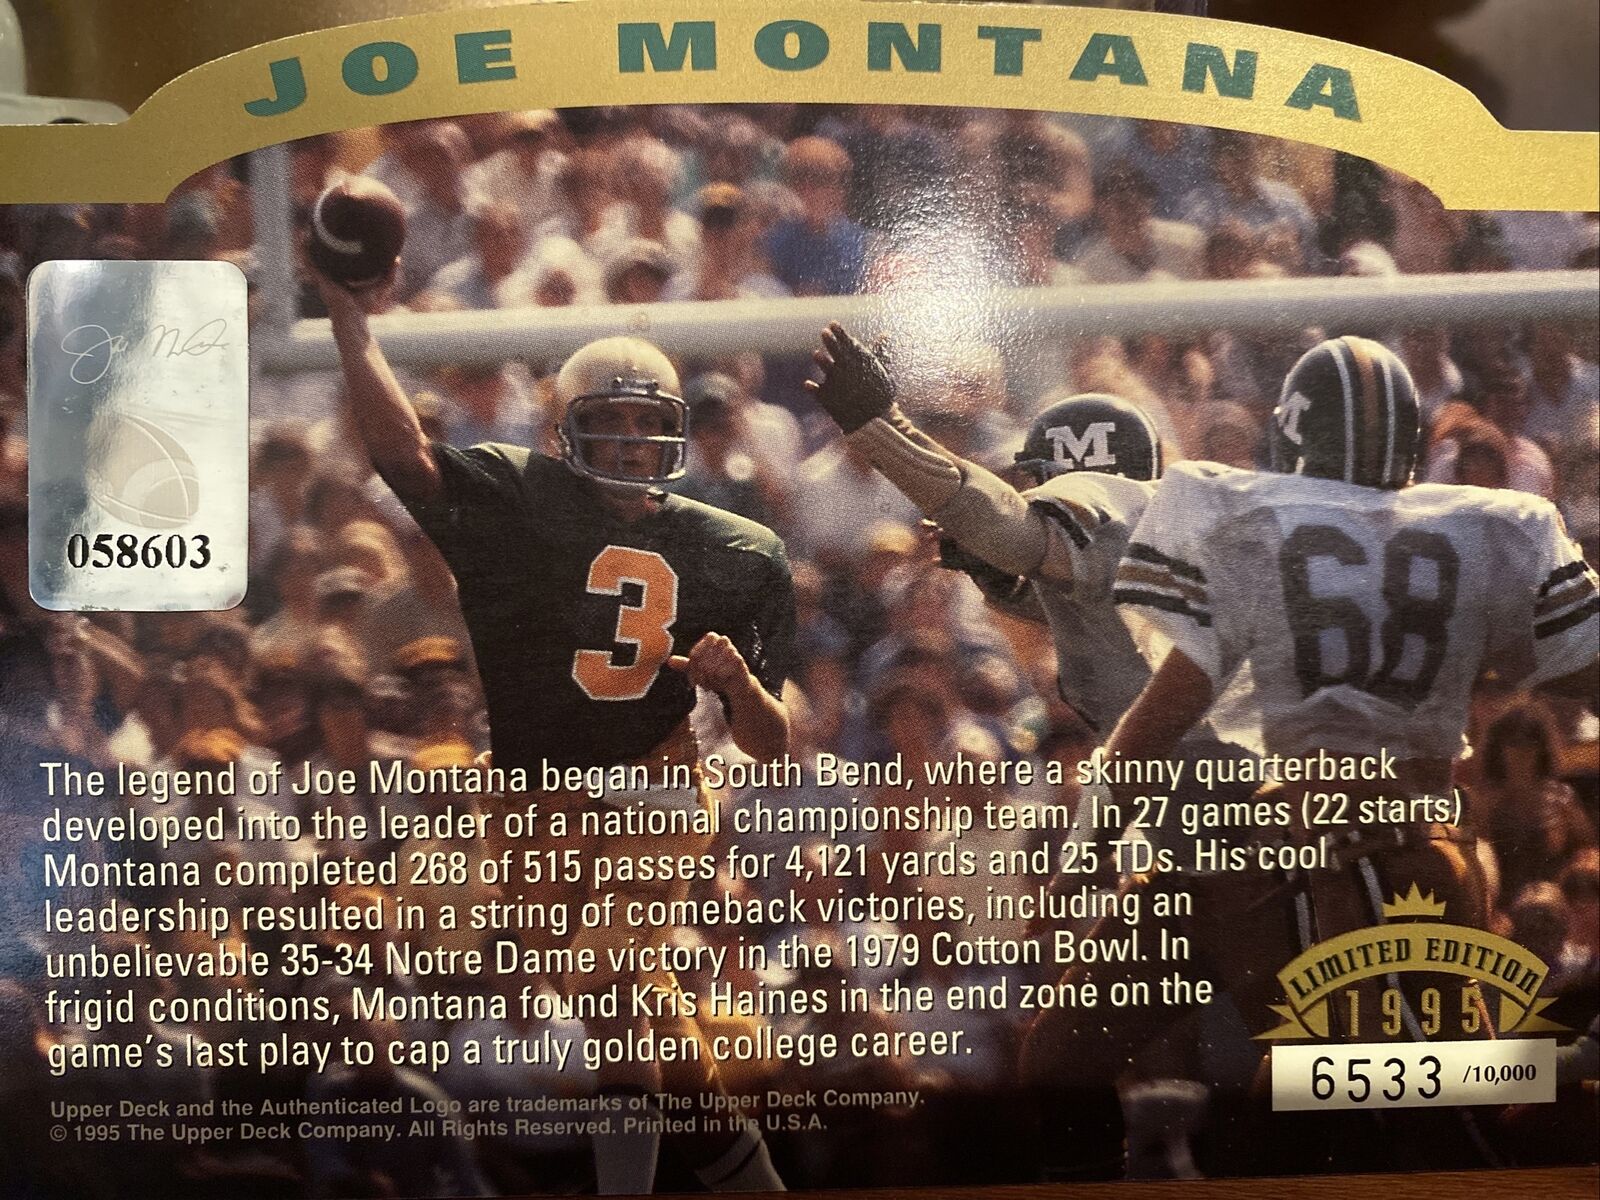 JOE MONTANA
058603
M
M
3
68
The legend of Joe Montana began in South Bend, where a skinny quarterback
developed into the leader of a national championship team. In 27 games (22 starts)
Montana completed 268 of 515 passes for 4,121 yards and 25 TDs. His cool
leadership resulted in a string of comeback victories, including an
unbelievable 35-34 Notre Dame victory in the 1979 Cotton Bowl. In
frigid conditions, Montana found Kris Haines in the end zone on the
game's last play to cap a truly golden college career.
LIMITED EDITION
1995
6533 /10,000
Upper Deck and the Authenticated Logo are trademarks of The Upper Deck Company.
© 1995 The Upper Deck Company. All Rights Reserved. Printed in the U.S.A.